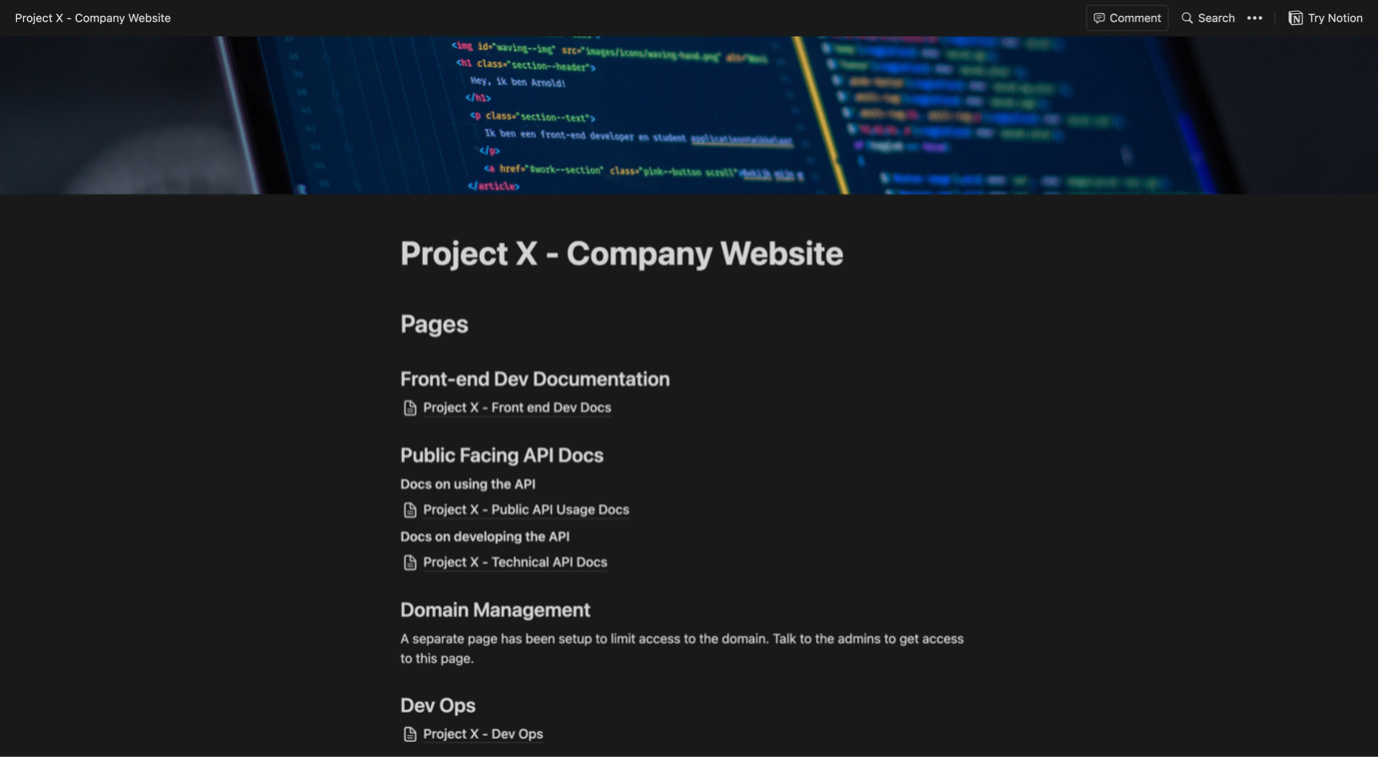 Project X - Company Website
Comment
Search
Try Notion
<img id="waving--img" src="images/icons/waving-hand.png"
<h1 class="section--header">
Hey, ik ben Arnold!
</h1>
<p class="section--text">
Ik ben een front-end developer en student
</p>
<a href="#work--section" class="pink--button scroll">
</article>
Project X - Company Website
Pages
Front-end Dev Documentation
Project X - Front end Dev Docs
Public Facing API Docs
Docs on using the API
Project X - Public API Usage Docs
Docs on developing the API
Project X - Technical API Docs
Domain Management
A separate page has been setup to limit access to the domain. Talk to the admins to get access
to this page.
Dev Ops
Project X - Dev Ops